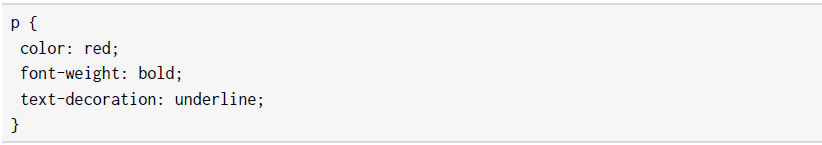 p {
 color: red;
 font-weight: bold;
 text-decoration: underline;
}